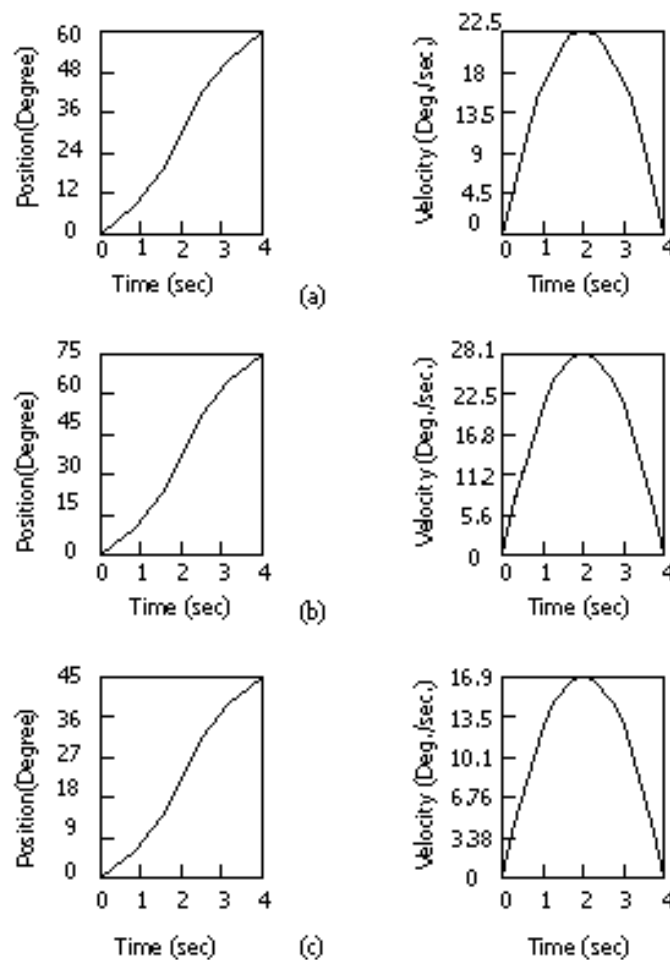 Position(Degree)
60
48
36
24
12
0
0 1 2 3 4
Time (sec)
Velocity (Deg./sec.)
22.5
18
13.5
9
4.5
0
0 1 2 3 4
Time (sec)
(a)
Position(Degree)
75
60
45
30
15
0
0 1 2 3 4
Time (sec)
Velocity (Deg./sec.)
28.1
22.5
16.8
112
5.6
0
0 1 2 3 4
Time (sec)
(b)
Position(Degree)
45
36
27
18
9
0
0 1 2 3 4
Time (sec)
Velocity (Deg./sec.)
16.9
13.5
10.1
6.76
3.38
0
0 1 2 3 4
Time (sec)
(c)